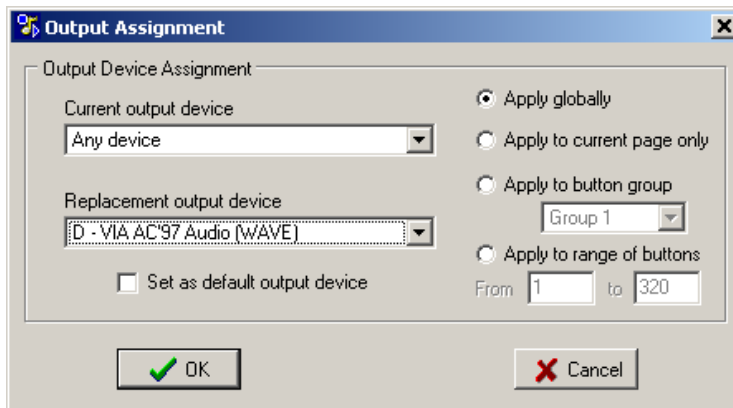 Output Assignment
Output Device Assignment
Current output device
Any device
Replacement output device
D - VIA AC'97 Audio (WAVE)
Set as default output device
Apply globally
Apply to current page only
Apply to button group
Group 1
Apply to range of buttons
From 1 to 320
OK
Cancel